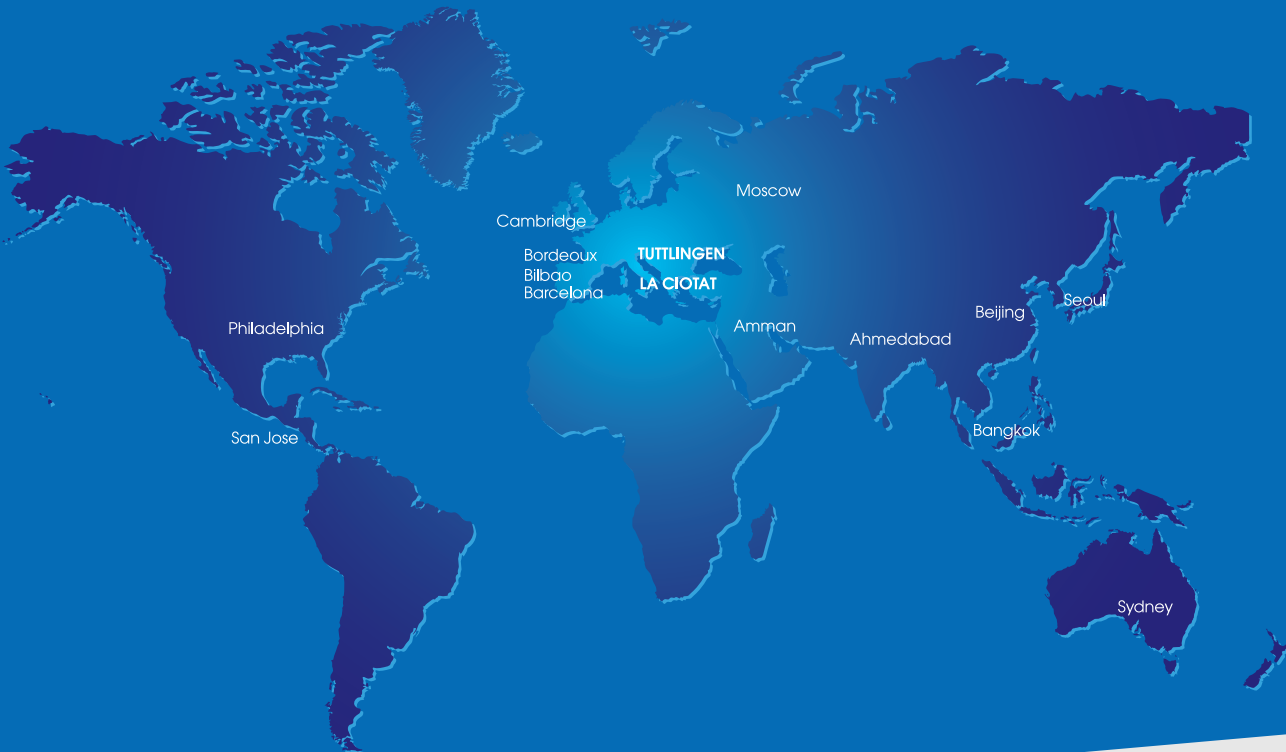 Moscow
Cambridge
Bordeoux
TUTTLINGEN
Bilbao
LA CIOTAT
Barcelona
Seoul
Beijing
Philadelphia
Amman
Ahmedabad
San Jose
Bangkok
Sydney